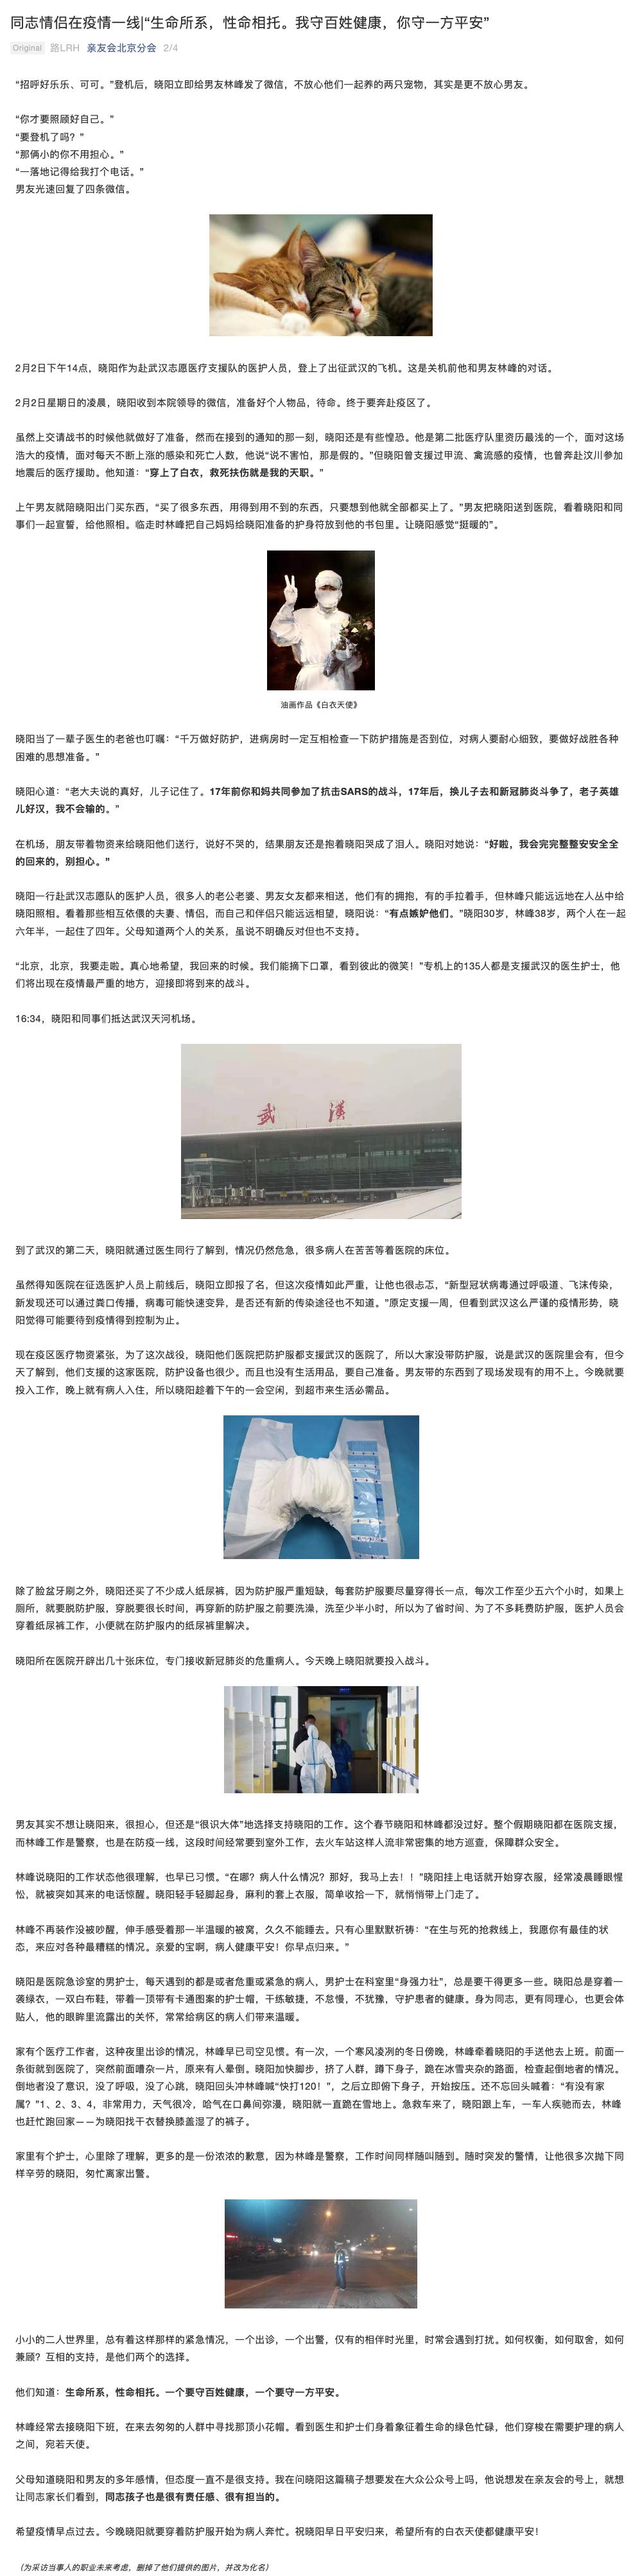 同志情侣在疫情一线|“生命所系，性命相托。我守百姓健康，你守一方平安”
Original 路LRH 亲友会北京分会 2/4
“招呼好乐乐、可可。”登机后，晓阳立即给男友林峰发了微信，不放心他们一起养的两只宠物，其实是更不放心男友。
“你才要照顾好自己。”
“要登机了吗？”
“那俩小的你不用担心。”
“一落地记得给我打个电话。”
男友光速回复了四条微信。
2月2日下午14点，晓阳作为赴武汉志愿医疗支援队的医护人员，登上了出征武汉的飞机。这是关机前他和男友林峰的对话。
2月2日星期日的凌晨，晓阳收到本院领导的微信，准备好个人物品，待命。终于要奔赴疫区了。
虽然上交请战书的时候他就做好了准备，然而在接到的通知的那一刻，晓阳还是有些惶恐。他是第二批医疗队里资历最浅的一个，面对这场
浩大的疫情，面对每天不断上涨的感染和死亡人数，他说“说不害怕，那是假的。”但晓阳曾支援过甲流、禽流感的疫情，也曾奔赴汶川参加
地震后的医疗援助。他知道：“穿上了白衣，救死扶伤就是我的天职。”
上午男友就陪晓阳出门买东西，“买了很多东西，用得到用不到的东西，只要想到他就全部都买上了。”男友把晓阳送到医院，看着晓阳和同
事们一起宣誓，给他照相。临走时林峰把自己妈妈给晓阳准备的护身符放到他的书包里。让晓阳感觉“挺暖的”。
油画作品《白衣天使》
晓阳当了一辈子医生的老爸也叮嘱：“千万做好防护，进病房时一定互相检查一下防护措施是否到位，对病人要耐心细致，要做好战胜各种
困难的思想准备。”
晓阳心道：“老大夫说的真好，儿子记住了。17年前你和妈共同参加了抗击SARS的战斗，17年后，换儿子去和新冠肺炎斗争了，老子英雄
儿好汉，我不会输的。”
在机场，朋友带着物资来给晓阳他们送行，说好不哭的，结果朋友还是抱着晓阳哭成了泪人。晓阳对她说：“好啦，我会完完整整安安全全
的回来的，别担心。"
晓阳一行赴武汉志愿队的医护人员，很多人的老公老婆、男友女友都来相送，他们有的拥抱，有的手拉着手，但林峰只能远远地在人丛中给
晓阳照相。看着那些相互依偎的夫妻、情侣，而自己和伴侣只能远远相望，晓阳说：“有点嫉妒他们。”晓阳30岁，林峰38岁，两个人在一起
六年半，一起住了四年。父母知道两个人的关系，虽说不明确反对但也不支持。
“北京，北京，我要走啦。真心地希望，我回来的时候。我们能摘下口罩，看到彼此的微笑！”专机上的135人都是支援武汉的医生护士，他
们将出现在疫情最严重的地方，迎接即将到来的战斗。
16:34，晓阳和同事们抵达武汉天河机场。
武 漢
到了武汉的第二天，晓阳就通过医生同行了解到，情况仍然危急，很多病人在苦苦等着医院的床位。
虽然得知医院在征选医护人员上前线后，晓阳立即报了名，但这次疫情如此严重，让他也很忐忑，“新型冠状病毒通过呼吸道、飞沫传染，
新发现还可以通过粪口传播，病毒可能快速变异，是否还有新的传染途径也不知道。”原定支援一周，但看到武汉这么严谨的疫情形势，晓
阳觉得可能要待到疫情得到控制为止。
现在疫区医疗物资紧张，为了这次战役，晓阳他们医院把防护服都支援武汉的医院了，所以大家没带防护服，说是武汉的医院里会有，但今
天了解到，他们支援的这家医院，防护设备也很少。而且也没有生活用品，要自己准备。男友带的东西到了现场发现有的用不上。今晚就要
投入工作，晚上就有病人入住，所以晓阳趁着下午的一会空闲，到超市来生活必需品。
除了脸盆牙刷之外，晓阳还买了不少成人纸尿裤，因为防护服严重短缺，每套防护服要尽量穿得长一点，每次工作至少五六个小时，如果上
厕所，就要脱防护服，穿脱要很长时间，再穿新的防护服之前要洗澡，洗至少半小时，所以为了省时间、为了不多耗费防护服，医护人员会
穿着纸尿裤工作，小便就在防护服内的纸尿裤里解决。
晓阳所在医院开辟出几十张床位，专门接收新冠肺炎的危重病人。今天晚上晓阳就要投入战斗。
男友其实不想让晓阳来，很担心，但还是“很识大体”地选择支持晓阳的工作。这个春节晓阳和林峰都没过好。整个假期晓阳都在医院支援，
而林峰工作是警察，也是在防疫一线，这段时间经常要到室外工作，去火车站这样人流非常密集的地方巡查，保障群众安全。
林峰说晓阳的工作状态他很理解，也早已习惯。“在哪？病人什么情况？那好，我马上去！！”晓阳挂上电话就开始穿衣服，经常凌晨睡眼惺
忪，就被突如其来的电话惊醒。晓阳轻手轻脚起身，麻利的套上衣服，简单收拾一下，就悄悄带上门走了。
林峰不再装作没被吵醒，伸手感受着那一半温暖的被窝，久久不能睡去。只有心里默默祈祷：“在生与死的抢救线上，我愿你有最佳的状
态，来应对各种最糟糕的情况。亲爱的宝啊，病人健康平安！你早点归来。”
晓阳是医院急诊室的男护士，每天遇到的都是或者危重或紧急的病人，男护士在科室里“身强力壮”，总是要干得更多一些。晓阳总是穿着一
袭绿衣，一双白布鞋，带着一顶带有卡通图案的护士帽，干练敏捷，不怠慢，不犹豫，守护患者的健康。身为同志，更有同理心，也更会体
贴人，他的眼眸里流露出的关怀，常常给病区的病人们带来温暖。
家有个医疗工作者，这种夜里出诊的情况，林峰早已司空见惯。有一次，一个寒风凌冽的冬日傍晚，林峰牵着晓阳的手送他去上班。前面一
条街就到医院了，突然前面嘈杂一片，原来有人晕倒。晓阳加快脚步，挤了人群，蹲下身子，跪在冰雪夹杂的路面，检查起倒地者的情况。
倒地者没了意识，没了呼吸，没了心跳，晓阳回头冲林峰喊“快打120！”，之后立即俯下身子，开始按压。还不忘回头喊着：“有没有家
属？”1、2、3、4，非常用力，天气很冷，哈气在口鼻间弥漫，晓阳就一直跪在雪地上。急救车来了，晓阳跟上车，一车人疾驰而去，林峰
也赶忙跑回家——为晓阳找干衣替换膝盖湿了的裤子。
家里有个护士，心里除了理解，更多的是一份浓浓的歉意，因为林峰是警察，工作时间同样随叫随到。随时突发的警情，让他很多次抛下同
样辛劳的晓阳，匆忙离家出警。
小小的二人世界里，总有着这样那样的紧急情况，一个出诊，一个出警，仅有的相伴时光里，时常会遇到打扰。如何权衡，如何取舍，如何
兼顾？互相的支持，是他们两个的选择。
他们知道：生命所系，性命相托。一个要守百姓健康，一个要守一方平安。
林峰经常去接晓阳下班，在来去匆匆的人群中寻找那顶小花帽。看到医生和护士们身着象征着生命的绿色忙碌，他们穿梭在需要护理的病人
之间，宛若天使。
父母知道晓阳和男友的多年感情，但态度一直不是很支持。我在问晓阳这篇稿子想要发在大众公众号上吗，他说想发在亲友会的号上，就想
让同志家长们看到，同志孩子也是很有责任感、很有担当的。
希望疫情早点过去。今晚晓阳就要穿着防护服开始为病人奔忙。祝晓阳早日平安归来，希望所有的白衣天使都健康平安！
（为采访当事人的职业未来考虑，删掉了他们提供的图片，并改为化名）